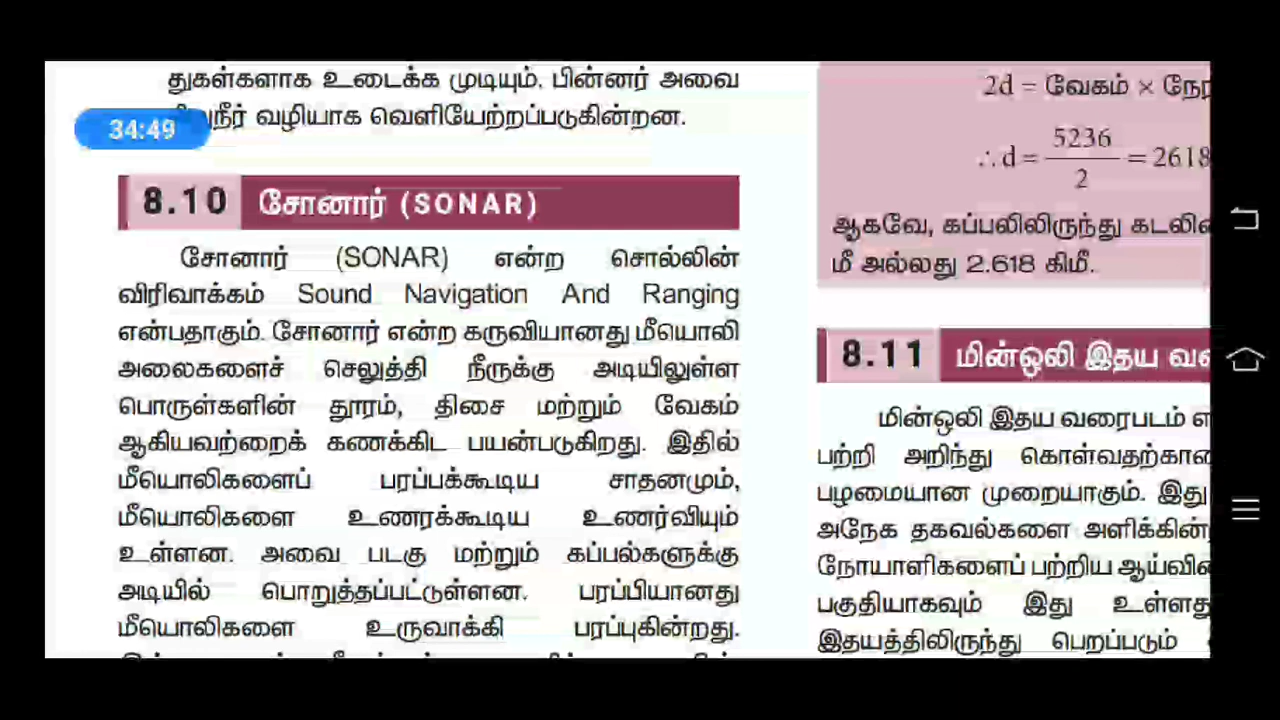 துகள்களாக உடைக்க முடியும். பின்னர் அவை
வழியாக வெளியேற்றப்படுகின்றன.
34:49
8.10 சோனார் (SONAR)
சோனார் (SONAR) என்ற சொல்லின்
விரிவாக்கம் Sound Navigation And Ranging
என்பதாகும். சோனார் என்ற கருவியானது மீயொலி
அலைகளைச் செலுத்தி நீருக்கு அடியிலுள்ள
பொருள்களின் தூரம், திசை மற்றும் வேகம்
ஆகியவற்றைக் கணக்கிட பயன்படுகிறது. இதில்
மீயொலிகளைப் பரப்பக்கூடிய சாதனமும்,
மீயொலிகளை உணரக்கூடிய உணர்வியும்
உள்ளன. அவை படகு மற்றும் கப்பல்களுக்கு
அடியில் பொறுத்தப்பட்டுள்ளன. பரப்பியானது
மீயொலிகளை உருவாக்கி பரப்புகின்றது.
2d = வேகம் ×
∴ d = 5236 / 2 = 2618
ஆகவே, கப்பலிலிருந்து
மீ அல்லது 2.618 கிமீ.
8.11 மின்ஒலி இதய
மின்ஒலி இதய வரைபடம்
பற்றி அறிந்து
பழமையான முறையாகும். இது
அநேக தகவல்களை
நோயாளிகளைப் பற்றிய
பகுதியாகவும் இது
இதயத்திலிருந்து பெறப்படும்